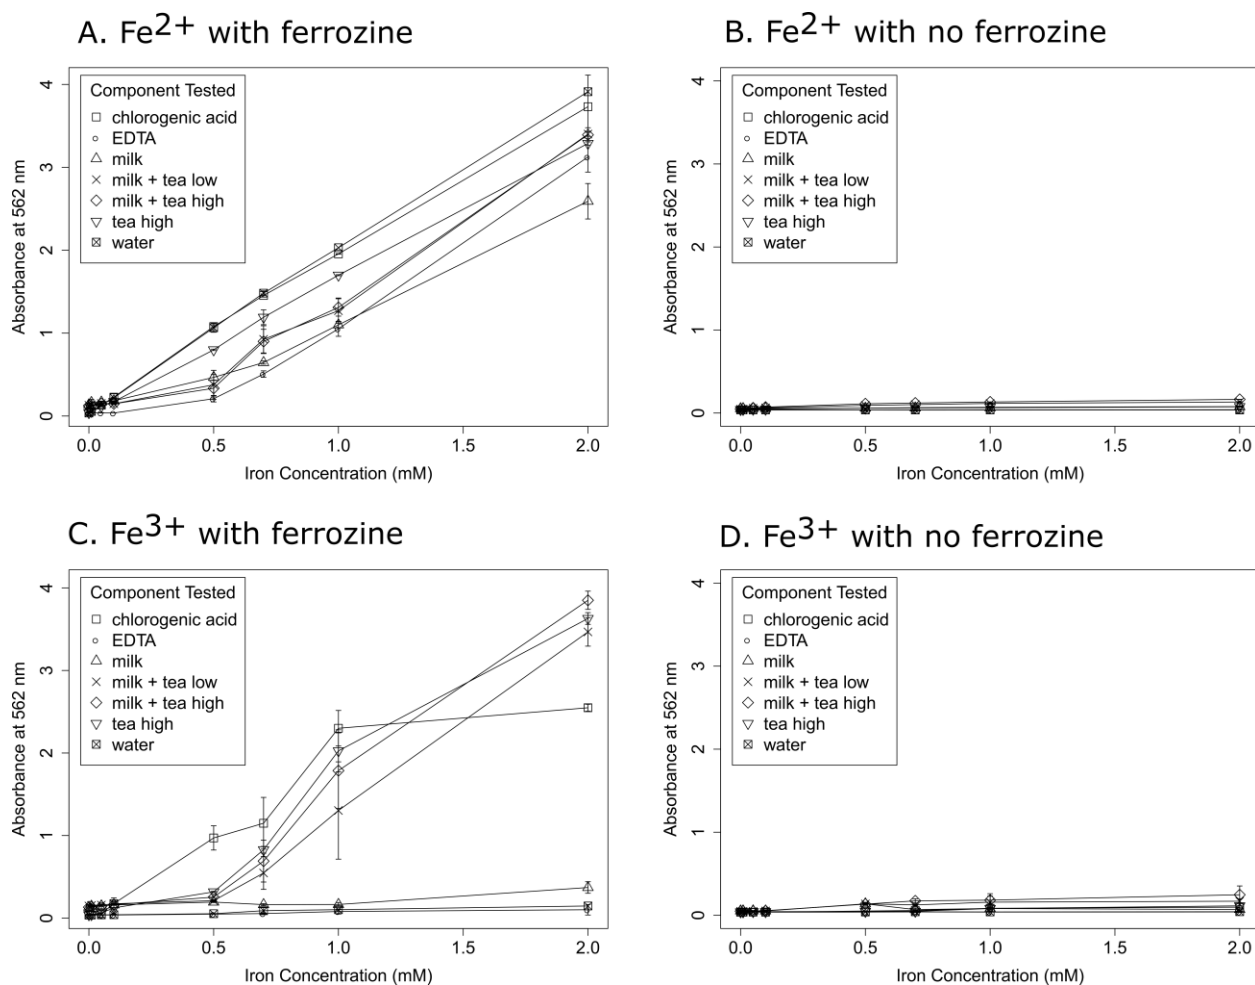 A. Fe2+ with ferrozine
Component Tested
chlorogenic acid
EDTA
milk
milk + tea low
milk + tea high
tea high
water
Absorbance at 562 nm
4
3
2
1
0
0.0 0.5 1.0 1.5 2.0
Iron Concentration (mM)
B. Fe2+ with no ferrozine
Component Tested
chlorogenic acid
EDTA
milk
milk + tea low
milk + tea high
tea high
water
Absorbance at 562 nm
4
3
2
1
0
0.0 0.5 1.0 1.5 2.0
Iron Concentration (mM)
C. Fe3+ with ferrozine
Component Tested
chlorogenic acid
EDTA
milk
milk + tea low
milk + tea high
tea high
water
Absorbance at 562 nm
4
3
2
1
0
0.0 0.5 1.0 1.5 2.0
Iron Concentration (mM)
D. Fe3+ with no ferrozine
Component Tested
chlorogenic acid
EDTA
milk
milk + tea low
milk + tea high
tea high
water
Absorbance at 562 nm
4
3
2
1
0
0.0 0.5 1.0 1.5 2.0
Iron Concentration (mM)